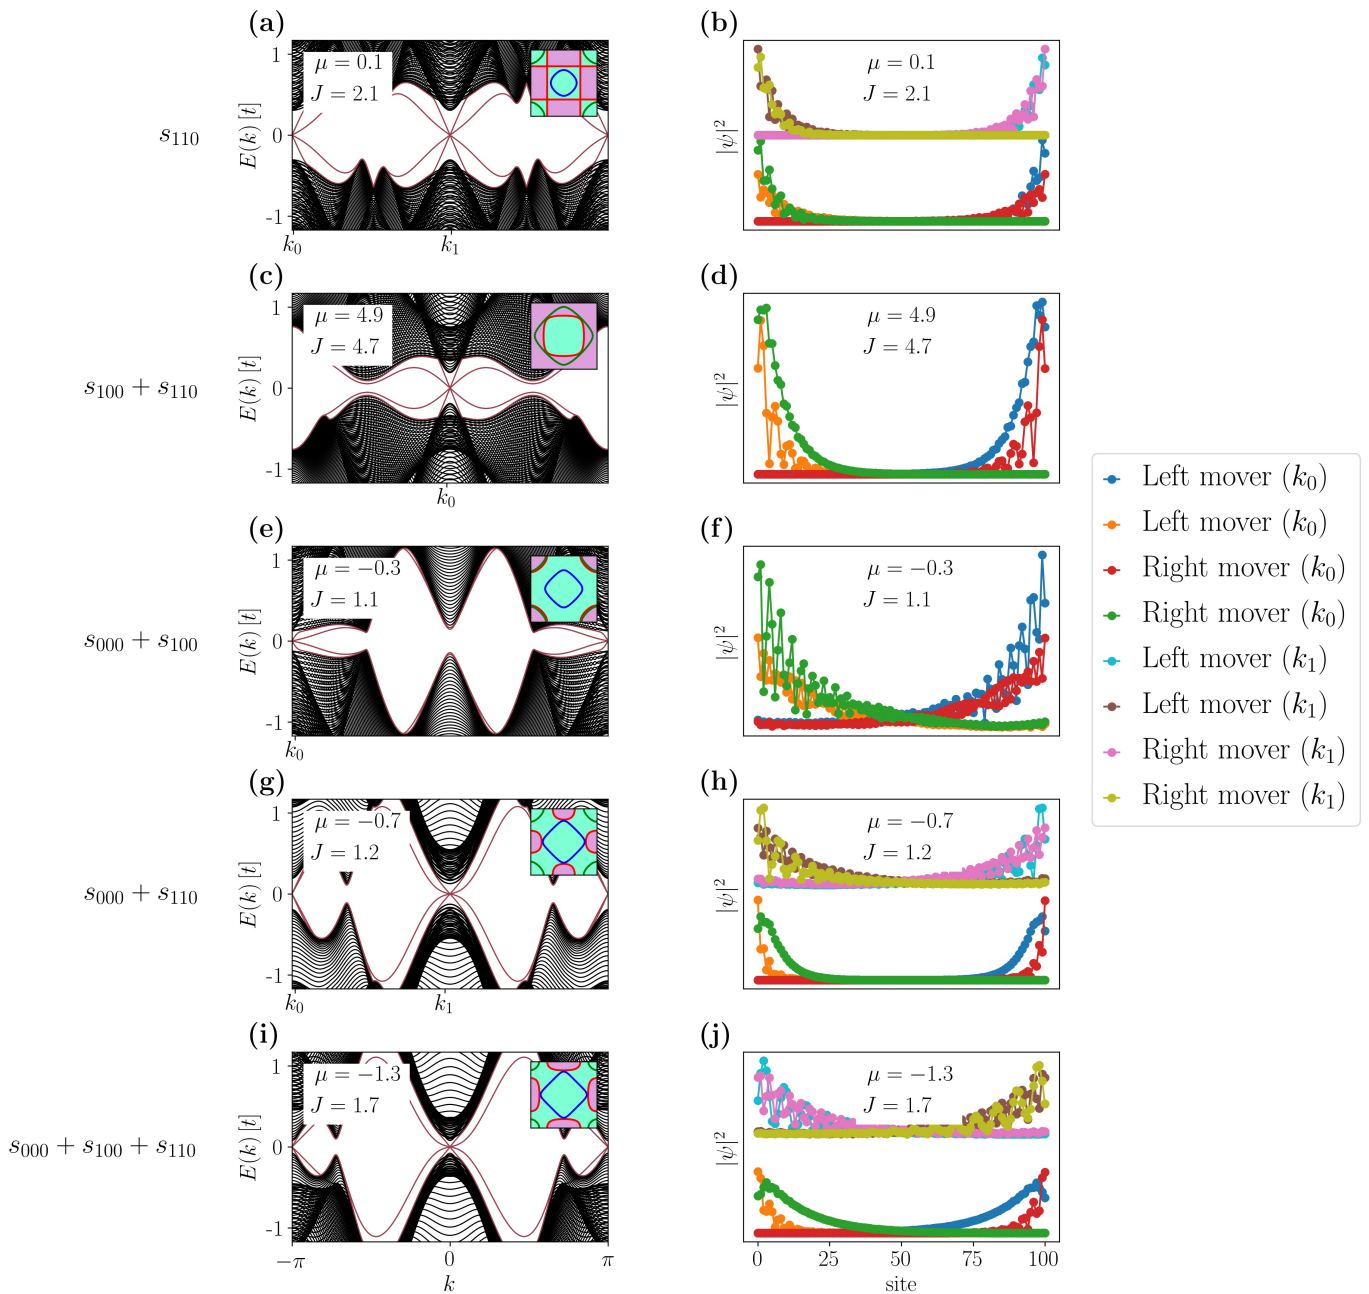 (a)
(b)
s110
E(k) [t]
1
0
-1
μ = 0.1
J = 2.1
k0
k1
|ψ|²
μ = 0.1
J = 2.1
(c)
(d)
s100 + s110
E(k) [t]
1
0
-1
μ = 4.9
J = 4.7
k0
|ψ|²
μ = 4.9
J = 4.7
(e)
(f)
s000 + s100
E(k) [t]
1
0
-1
μ = −0.3
J = 1.1
k0
|ψ|²
μ = −0.3
J = 1.1
(g)
(h)
s000 + s110
E(k) [t]
1
0
-1
μ = −0.7
J = 1.2
k0
k1
|ψ|²
μ = −0.7
J = 1.2
(i)
(j)
s000 + s100 + s110
E(k) [t]
1
0
-1
μ = −1.3
J = 1.7
−π
0
π
k
|ψ|²
μ = −1.3
J = 1.7
0
25
50
75
100
site
Left mover (k0)
Left mover (k0)
Right mover (k0)
Right mover (k0)
Left mover (k1)
Left mover (k1)
Right mover (k1)
Right mover (k1)